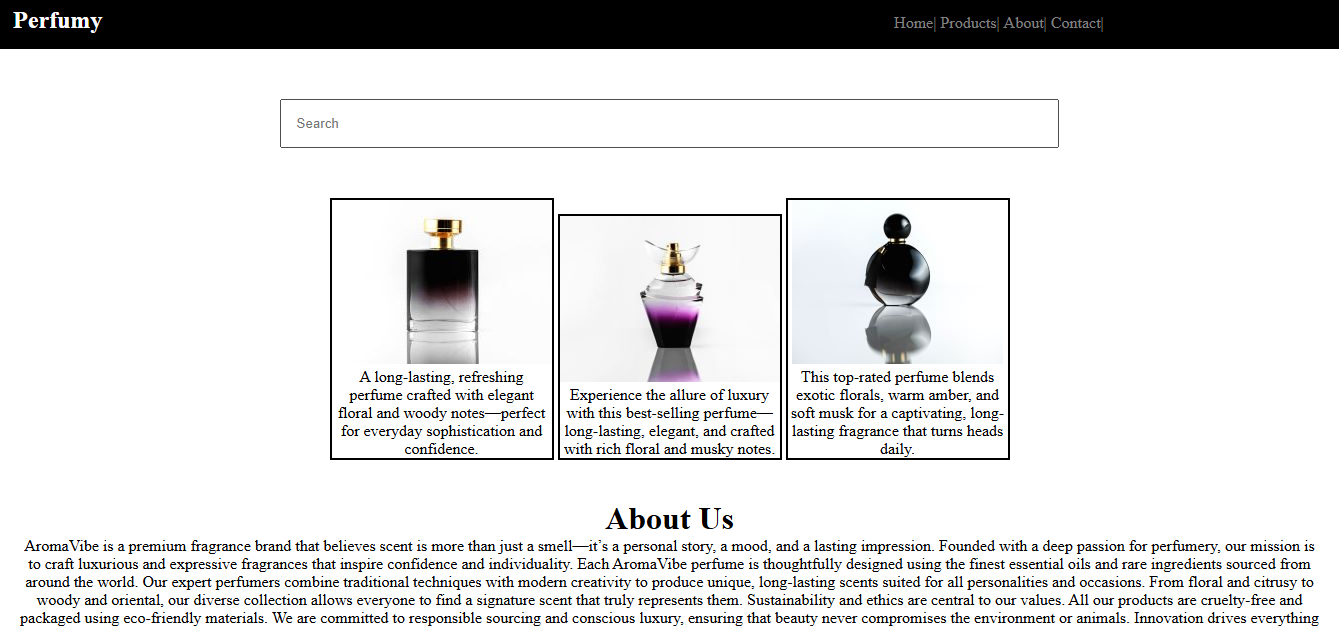 Perfumy
Home| Products| About| Contact|
Search
A long-lasting, refreshing
perfume crafted with elegant
floral and woody notes—perfect
for everyday sophistication and
confidence.
Experience the allure of luxury
with this best-selling perfume—
long-lasting, elegant, and crafted
with rich floral and musky notes.
This top-rated perfume blends
exotic florals, warm amber, and
soft musk for a captivating, long-
lasting fragrance that turns heads
daily.
About Us
AromaVibe is a premium fragrance brand that believes scent is more than just a smell—it’s a personal story, a mood, and a lasting impression. Founded with a deep passion for perfumery, our mission is
to craft luxurious and expressive fragrances that inspire confidence and individuality. Each AromaVibe perfume is thoughtfully designed using the finest essential oils and rare ingredients sourced from
around the world. Our expert perfumers combine traditional techniques with modern creativity to produce unique, long-lasting scents suited for all personalities and occasions. From floral and citrusy to
woody and oriental, our diverse collection allows everyone to find a signature scent that truly represents them. Sustainability and ethics are central to our values. All our products are cruelty-free and
packaged using eco-friendly materials. We are committed to responsible sourcing and conscious luxury, ensuring that beauty never compromises the environment or animals. Innovation drives everything